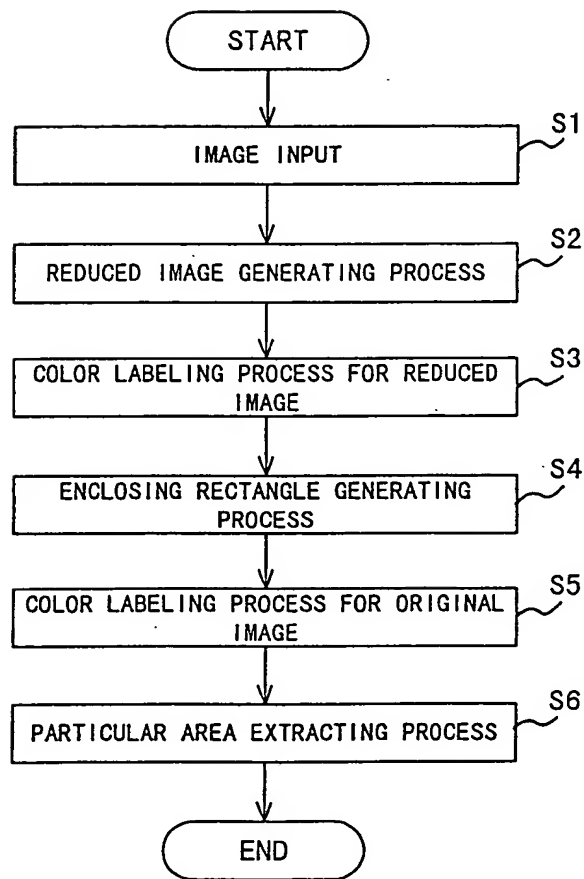 START
S1
IMAGE INPUT
S2
REDUCED IMAGE GENERATING PROCESS
S3
COLOR LABELING PROCESS FOR REDUCED
IMAGE
S4
ENCLOSING RECTANGLE GENERATING
PROCESS
S5
COLOR LABELING PROCESS FOR ORIGINAL
IMAGE
S6
PARTICULAR AREA EXTRACTING PROCESS
END